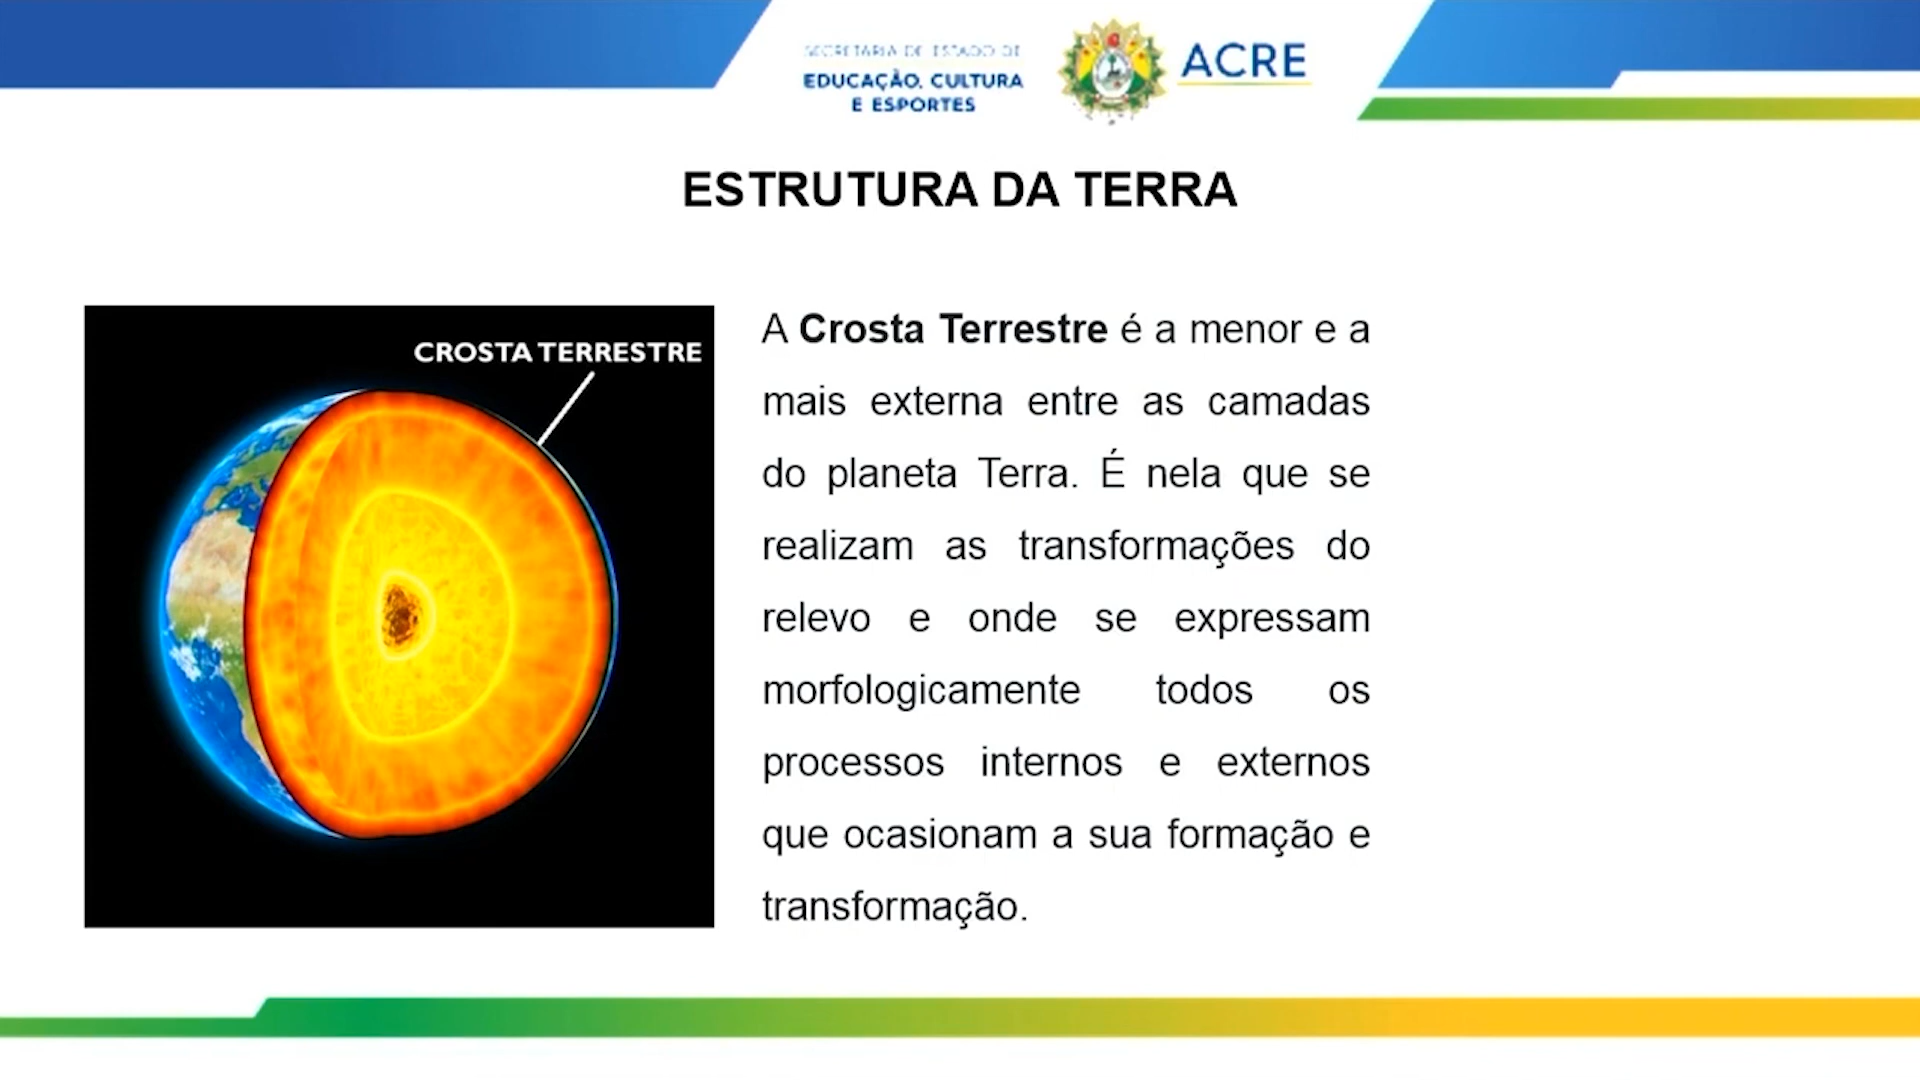 SECRETARIA DE ESTADO DE
EDUCAÇÃO, CULTURA
E ESPORTES
ACRE
ESTRUTURA DA TERRA
CROSTA TERRESTRE
A Crosta Terrestre é a menor e a
mais externa entre as camadas
do planeta Terra. É nela que se
realizam as transformações do
relevo e onde se expressam
morfologicamente todos os
processos internos e externos
que ocasionam a sua formação e
transformação.